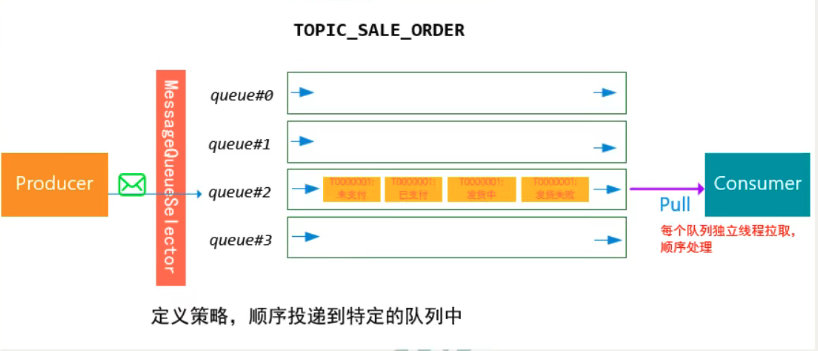 TOPIC_SALE_ORDER
MessageQueueSelector
queue#0
queue#1
queue#2
queue#3
Producer
T0000001:
未支付
T0000001:
已支付
T0000001:
发货中
T0000001:
发货失败
Pull
Consumer
每个队列独立线程拉取，
顺序处理
定义策略，顺序投递到特定的队列中